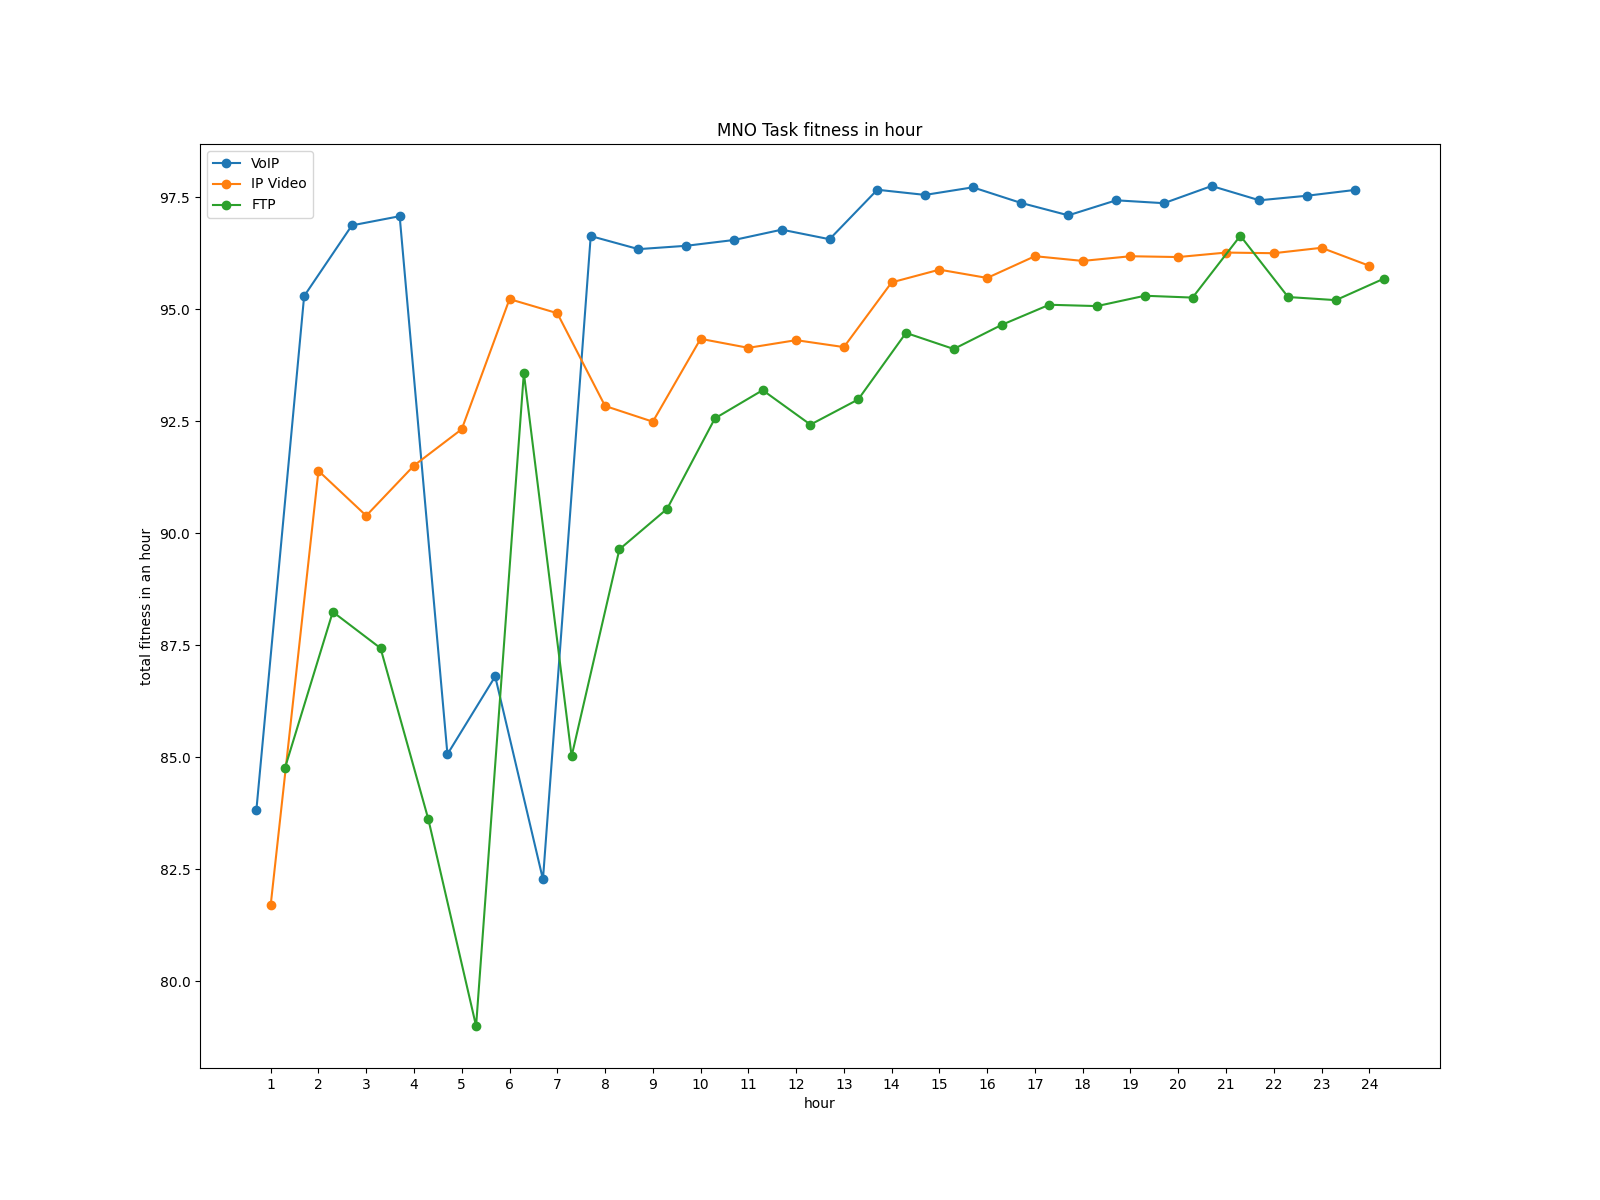 MNO Task fitness in hour
VoIP
IP Video
FTP
97.5
95.0
92.5
90.0
87.5
85.0
82.5
80.0
total fitness in an hour
1 2 3 4 5 6 7 8 9 10 11 12 13 14 15 16 17 18 19 20 21 22 23 24
hour